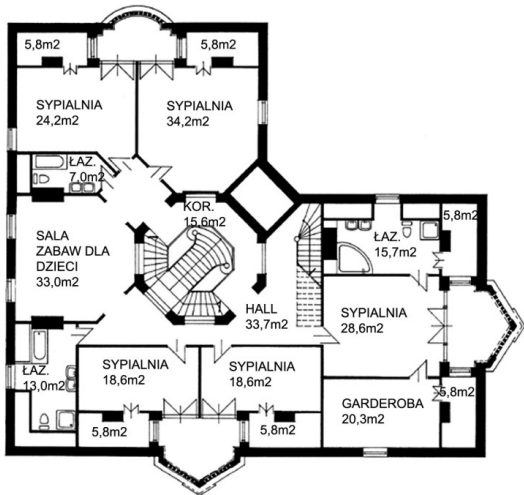 5,8m2
5,8m2
SYPIALNIA
24,2m2
SYPIALNIA
34,2m2
ŁAZ.
7,0m2
KOR.
15,6m2
SALA
ZABAW DLA
DZIECI
33,0m2
5,8m2
ŁAZ.
15,7m2
HALL
33,7m2
SYPIALNIA
28,6m2
ŁAZ.
13,0m2
SYPIALNIA
18,6m2
SYPIALNIA
18,6m2
GARDEROBA
20,3m2
5,8m2
5,8m2
5,8m2